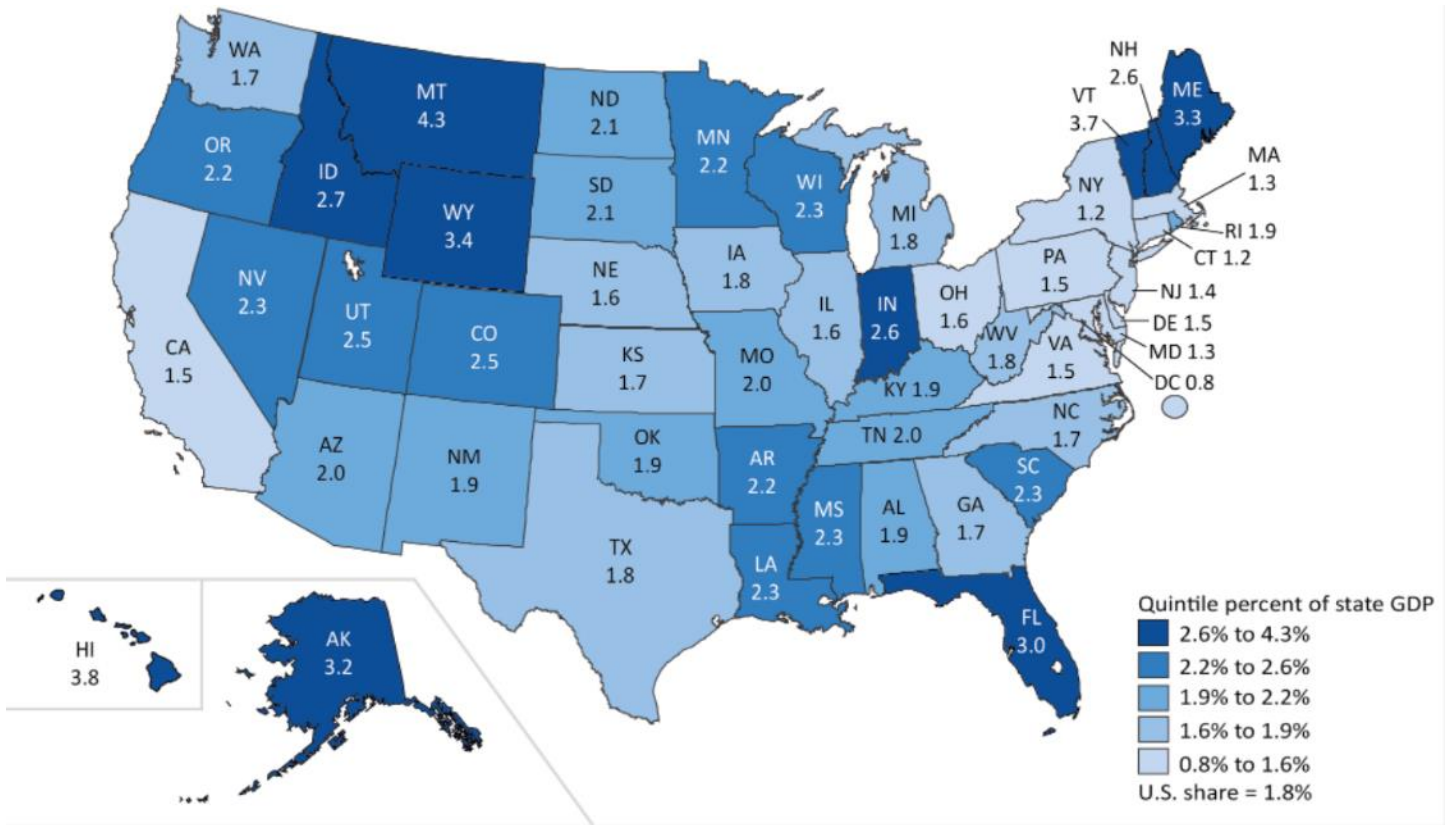 WA
1.7
MT
4.3
ND
2.1
MN
2.2
NH
2.6
VT
3.7
ME
3.3
OR
2.2
ID
2.7
WY
3.4
SD
2.1
WI
2.3
MI
1.8
NY
1.2
MA
1.3
RI 1.9
CT 1.2
NV
2.3
UT
2.5
CO
2.5
NE
1.6
IA
1.8
IL
1.6
IN
2.6
OH
1.6
PA
1.5
NJ 1.4
DE 1.5
MD 1.3
DC 0.8
CA
1.5
KS
1.7
MO
2.0
KY 1.9
WV
1.8
VA
1.5
AZ
2.0
NM
1.9
OK
1.9
AR
2.2
TN 2.0
NC
1.7
SC
2.3
TX
1.8
LA
2.3
MS
2.3
AL
1.9
GA
1.7
FL
3.0
HI
3.8
AK
3.2
Quintile percent of state GDP
2.6% to 4.3%
2.2% to 2.6%
1.9% to 2.2%
1.6% to 1.9%
0.8% to 1.6%
U.S. share = 1.8%